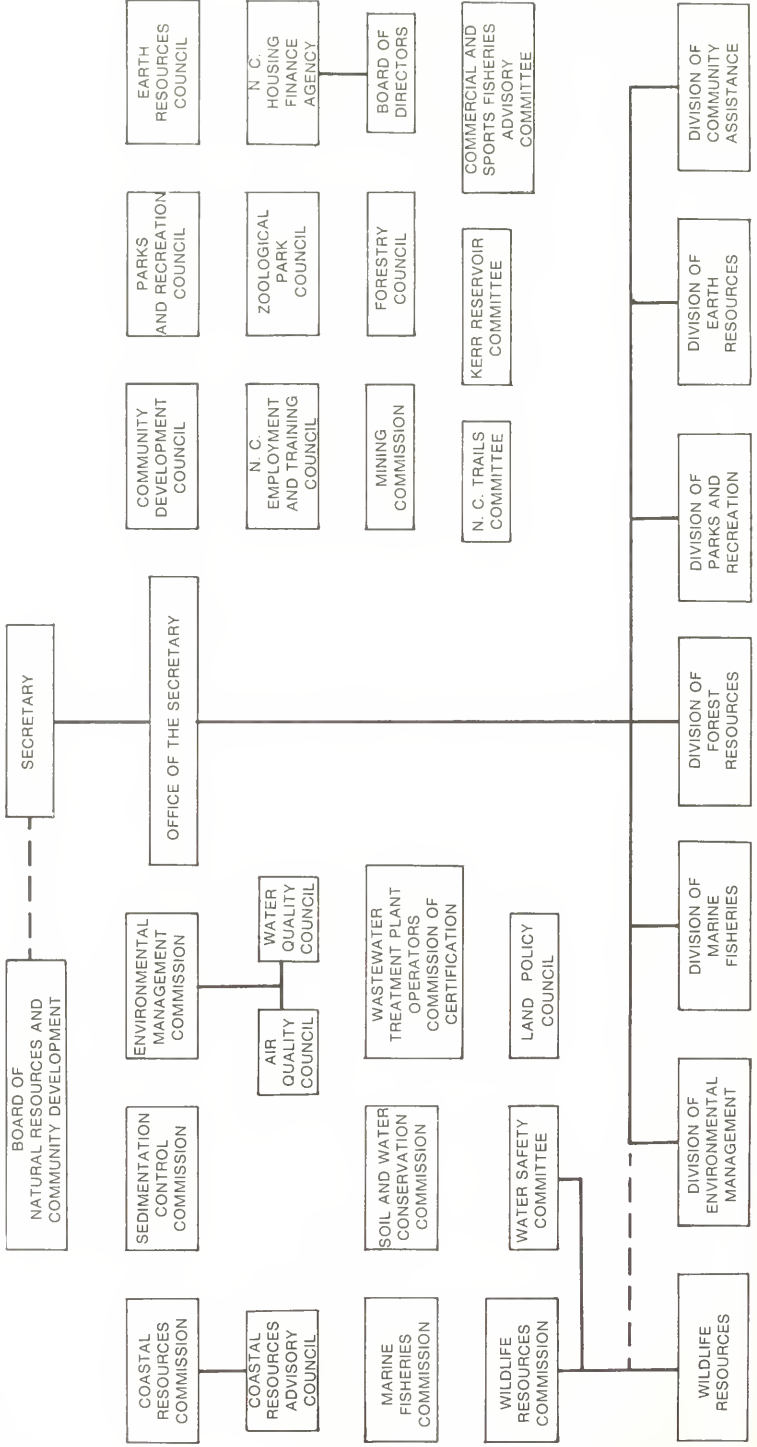 BOARD OF
NATURAL RESOURCES AND
COMMUNITY DEVELOPMENT
SECRETARY
OFFICE OF THE SECRETARY
COASTAL
RESOURCES
COMMISSION
SEDIMENTATION
CONTROL
COMMISSION
ENVIRONMENTAL
MANAGEMENT
COMMISSION
COMMUNITY
DEVELOPMENT
COUNCIL
PARKS
AND RECREATION
COUNCIL
EARTH
RESOURCES
COUNCIL
COASTAL
RESOURCES
ADVISORY
COUNCIL
AIR
QUALITY
COUNCIL
WATER
QUALITY
COUNCIL
N. C.
EMPLOYMENT
AND TRAINING
COUNCIL
ZOOLOGICAL
PARK
COUNCIL
N. C.
HOUSING
FINANCE
AGENCY
MARINE
FISHERIES
COMMISSION
SOIL AND WATER
CONSERVATION
COMMISSION
WASTEWATER
TREATMENT PLANT
OPERATORS
COMMISSION OF
CERTIFICATION
MINING
COMMISSION
FORESTRY
COUNCIL
BOARD OF
DIRECTORS
WILDLIFE
RESOURCES
COMMISSION
WATER SAFETY
COMMITTEE
LAND POLICY
COUNCIL
N. C. TRAILS
COMMITTEE
KERR RESERVOIR
COMMITTEE
COMMERCIAL AND
SPORTS FISHERIES
ADVISORY
COMMITTEE
WILDLIFE
RESOURCES
DIVISION OF
ENVIRONMENTAL
MANAGEMENT
DIVISION OF
MARINE
FISHERIES
DIVISION OF
FOREST
RESOURCES
DIVISION OF
PARKS AND
RECREATION
DIVISION OF
EARTH
RESOURCES
DIVISION OF
COMMUNITY
ASSISTANCE